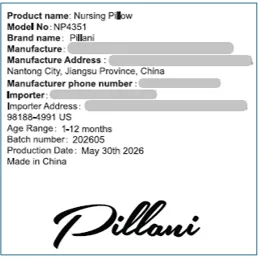 Product name: Nursing Pillow
Model No: NP4351
Brand name: Pillani
Manufacture:
Manufacture Address:
Nantong City, Jiangsu Province, China
Manufacturer phone number:
Importer:
Importer Address:
98188-4991 US
Age Range: 1-12 months
Batch number: 202605
Production Date: May 30th 2026
Made in China
Pillani